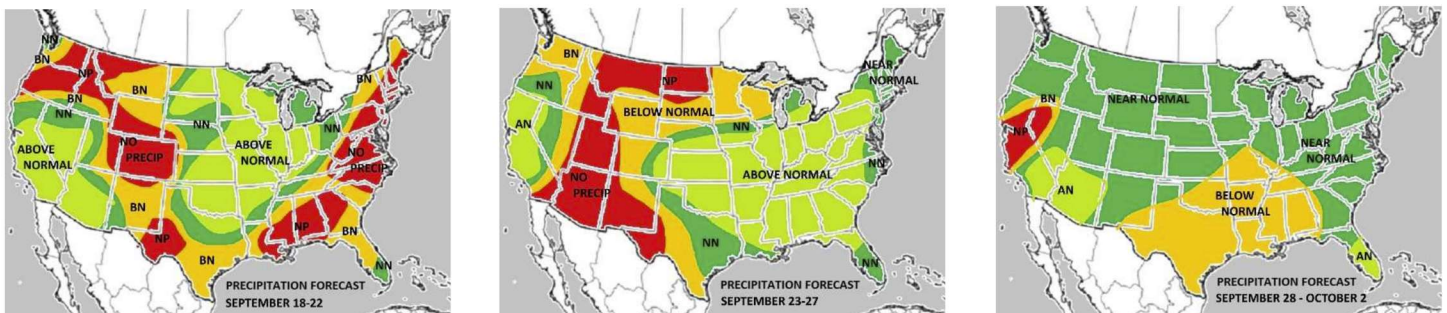 NN
BN
NP
BN
BN
NN
ABOVE
NORMAL
NO
PRECIP
NN
ABOVE
NORMAL
BN
NN
NO
PRECIP
BN
NP
NP
BN
BN
NN
PRECIPITATION FORECAST
SEPTEMBER 18-22
BN
NP
NEAR
NORMAL
NN
BELOW NORMAL
AN
NN
ABOVE NORMAL
NN
NO
PRECIP
NN
NN
PRECIPITATION FORECAST
SEPTEMBER 23-27
BN
NEAR NORMAL
NP
NEAR
NORMAL
AN
BELOW
NORMAL
AN
PRECIPITATION FORECAST
SEPTEMBER 28 - OCTOBER 2